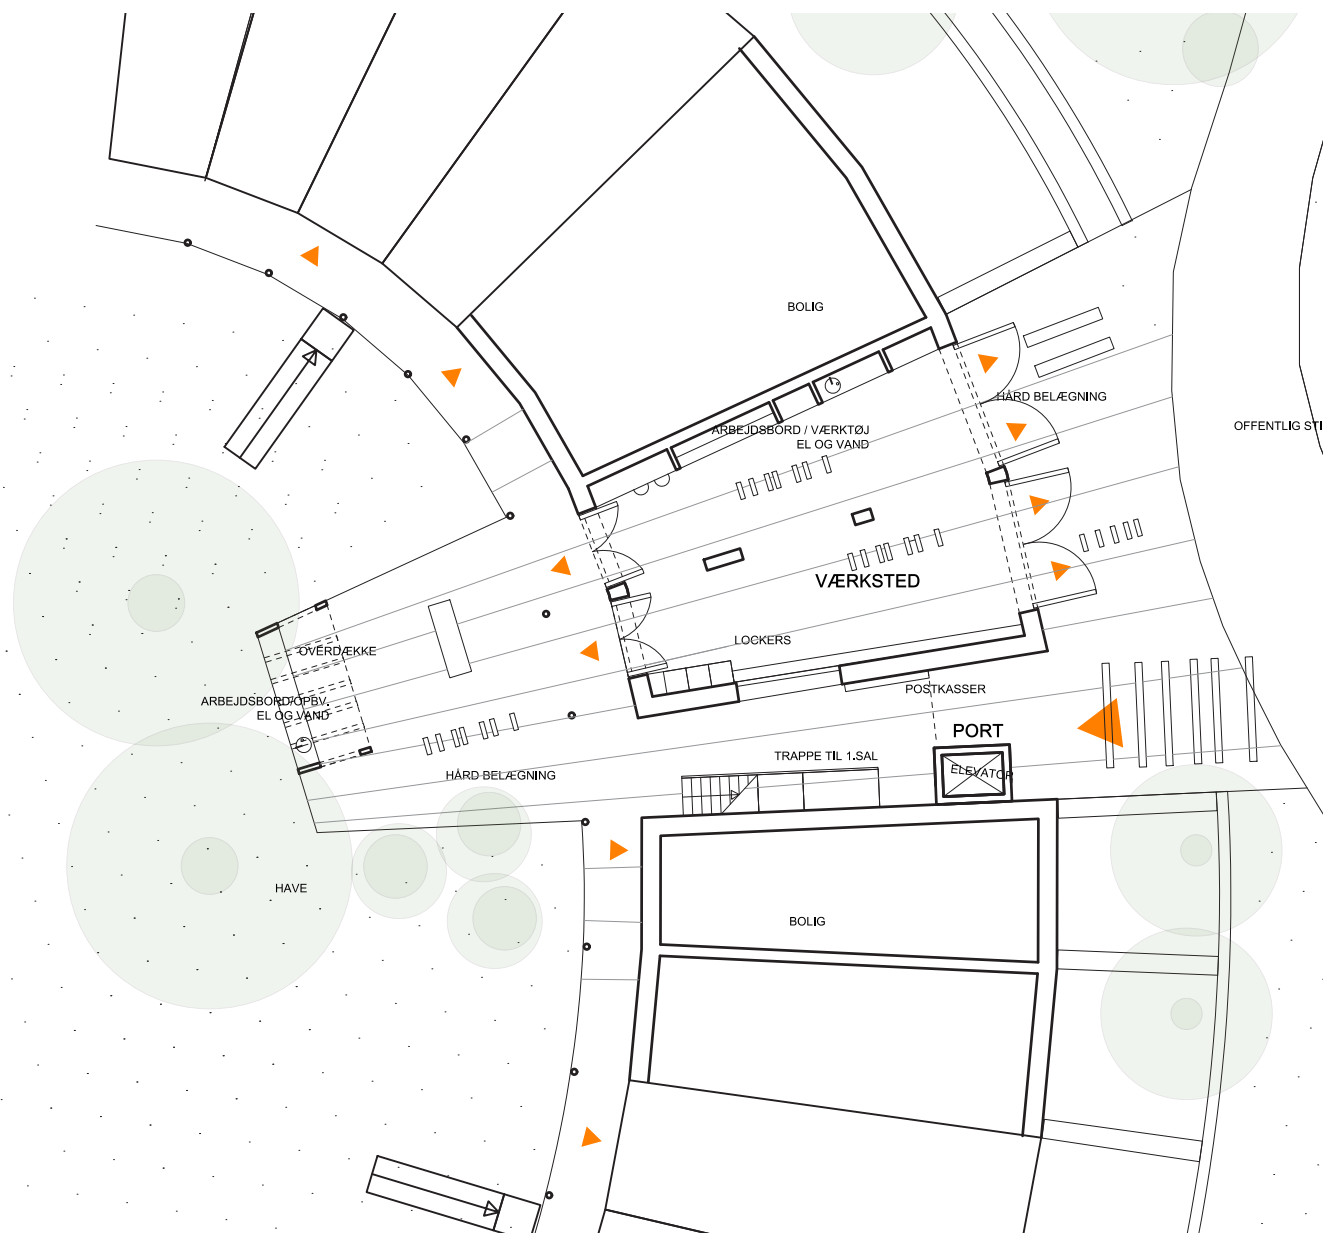 BOLIG
HÅRD BELÆGNING
OFFENTLIG STI
ARBEJDSBORD / VÆRKTØJ
EL OG VAND
VÆRKSTED
LOCKERS
OVERDÆKKE
ARBEJDSBORD/OPBV.
EL OG VAND
POSTKASSER
PORT
TRAPPE TIL 1.SAL
ELEVATOR
HÅRD BELÆGNING
HAVE
BOLIG